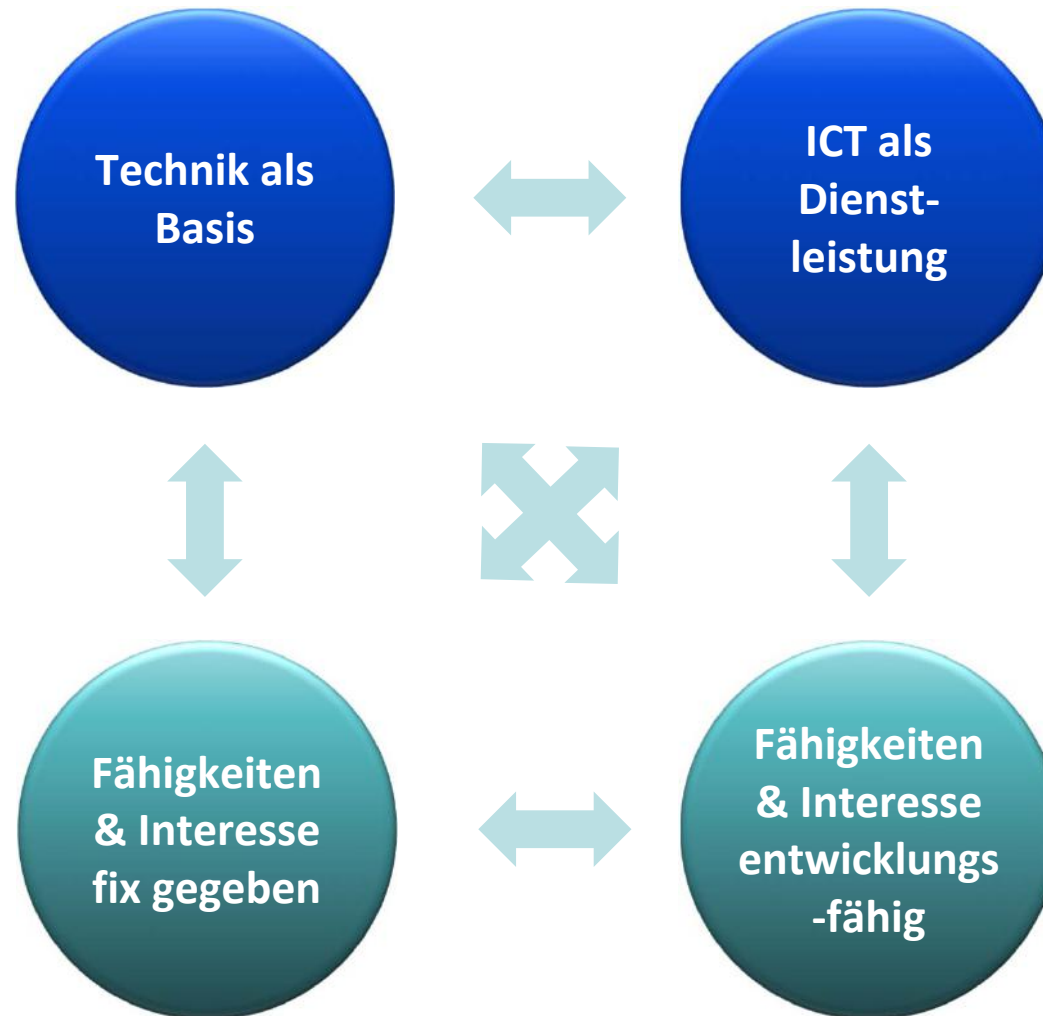 Technik als
Basis
ICT als
Dienst-
leistung
Fähigkeiten
& Interesse
fix gegeben
Fähigkeiten
& Interesse
entwicklungs
-fähig